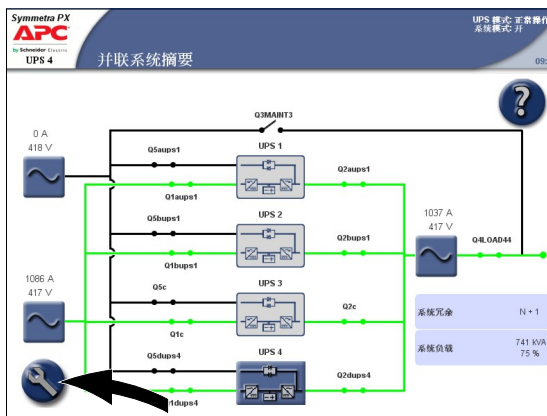 Symmetra PX
APC
by Schneider Electric
UPS 4
并联系统摘要
UPS 模式: 正常操作
系统模式: 开
09:
Q3MAINT3
?
0 A
418 V
Q5aups1
UPS 1
Q2aups1
Q1aups1
Q5bups1
UPS 2
Q2bups1
Q1bups1
1037 A
417 V
Q4LOAD44
1086 A
417 V
Q5c
UPS 3
Q2c
Q1c
系统冗余
N + 1
系统负载
741 kVA
75 %
Q5dups4
UPS 4
Q2dups4
1dups4